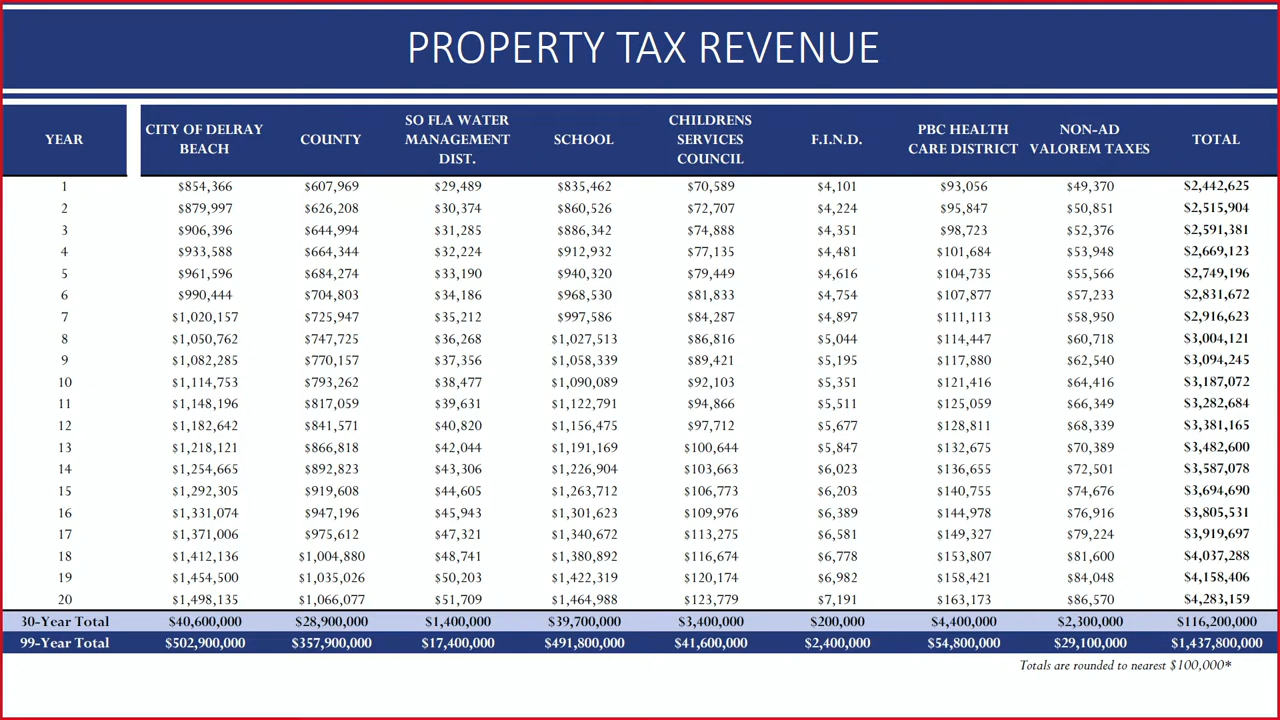 PROPERTY TAX REVENUE
YEAR CITY OF DELRAY BEACH COUNTY SO FLA WATER MANAGEMENT DIST. SCHOOL CHILDRENS SERVICES COUNCIL F.I.N.D. PBC HEALTH CARE DISTRICT NON-AD VALOREM TAXES TOTAL
1 $854,366 $607,969 $29,489 $835,462 $70,589 $4,101 $93,056 $49,370 $2,442,625
2 $879,997 $626,208 $30,374 $860,526 $72,707 $4,224 $95,847 $50,851 $2,515,904
3 $906,396 $644,994 $31,285 $886,342 $74,888 $4,351 $98,723 $52,376 $2,591,381
4 $933,588 $664,344 $32,224 $912,932 $77,135 $4,481 $101,684 $53,948 $2,669,123
5 $961,596 $684,274 $33,190 $940,320 $79,449 $4,616 $104,735 $55,566 $2,749,196
6 $990,444 $704,803 $34,186 $968,530 $81,833 $4,754 $107,877 $57,233 $2,831,672
7 $1,020,157 $725,947 $35,212 $997,586 $84,287 $4,897 $111,113 $58,950 $2,916,623
8 $1,050,762 $747,725 $36,268 $1,027,513 $86,816 $5,044 $114,447 $60,718 $3,004,121
9 $1,082,285 $770,157 $37,356 $1,058,339 $89,421 $5,195 $117,880 $62,540 $3,094,245
10 $1,114,753 $793,262 $38,477 $1,090,089 $92,103 $5,351 $121,416 $64,416 $3,187,072
11 $1,148,196 $817,059 $39,631 $1,122,791 $94,866 $5,511 $125,059 $66,349 $3,282,684
12 $1,182,642 $841,571 $40,820 $1,156,475 $97,712 $5,677 $128,811 $68,339 $3,381,165
13 $1,218,121 $866,818 $42,044 $1,191,169 $100,644 $5,847 $132,675 $70,389 $3,482,600
14 $1,254,665 $892,823 $43,306 $1,226,904 $103,663 $6,023 $136,655 $72,501 $3,587,078
15 $1,292,305 $919,608 $44,605 $1,263,712 $106,773 $6,203 $140,755 $74,676 $3,694,690
16 $1,331,074 $947,196 $45,943 $1,301,623 $109,976 $6,389 $144,978 $76,916 $3,805,531
17 $1,371,006 $975,612 $47,321 $1,340,672 $113,275 $6,581 $149,327 $79,224 $3,919,697
18 $1,412,136 $1,004,880 $48,741 $1,380,892 $116,674 $6,778 $153,807 $81,600 $4,037,288
19 $1,454,500 $1,035,026 $50,203 $1,422,319 $120,174 $6,982 $158,421 $84,048 $4,158,406
20 $1,498,135 $1,066,077 $51,709 $1,464,988 $123,779 $7,191 $163,173 $86,570 $4,283,159
30-Year Total $40,600,000 $28,900,000 $1,400,000 $39,700,000 $3,400,000 $200,000 $4,400,000 $2,300,000 $116,200,000
99-Year Total $502,900,000 $357,900,000 $17,400,000 $491,800,000 $41,600,000 $2,400,000 $54,800,000 $29,100,000 $1,437,800,000
Totals are rounded to nearest $100,000*